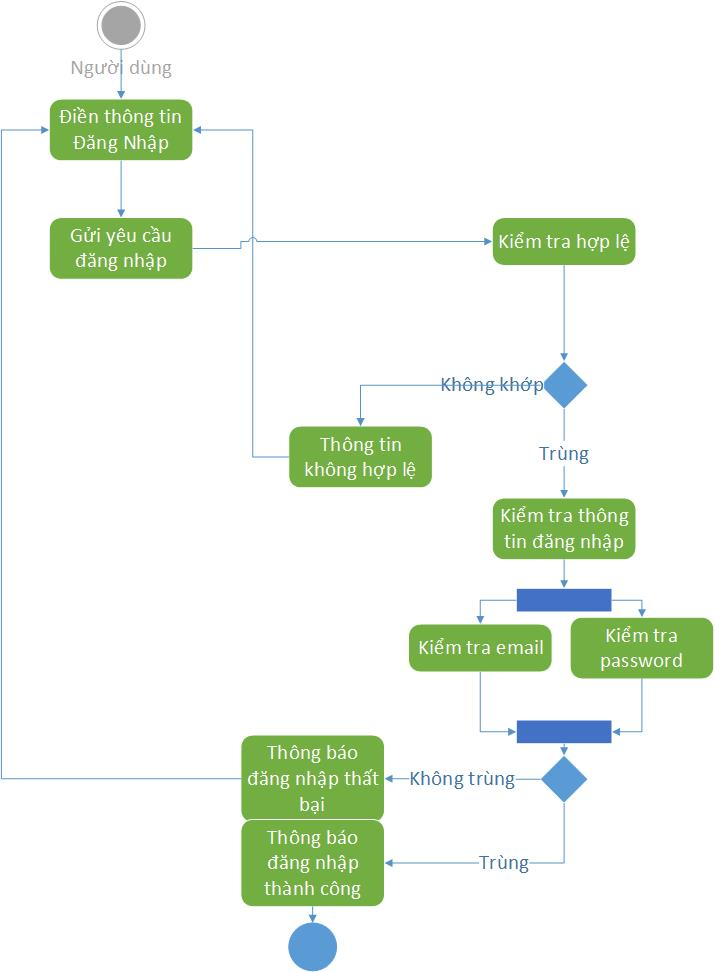 Người dùng
Điền thông tin
Đăng Nhập
Gửi yêu cầu
đăng nhập
Kiểm tra hợp lệ
Không khớp
Thông tin
không hợp lệ
Trùng
Kiểm tra thông
tin đăng nhập
Kiểm tra email
Kiểm tra
password
Thông báo
đăng nhập thất
bại
Không trùng
Thông báo
đăng nhập
thành công
Trùng